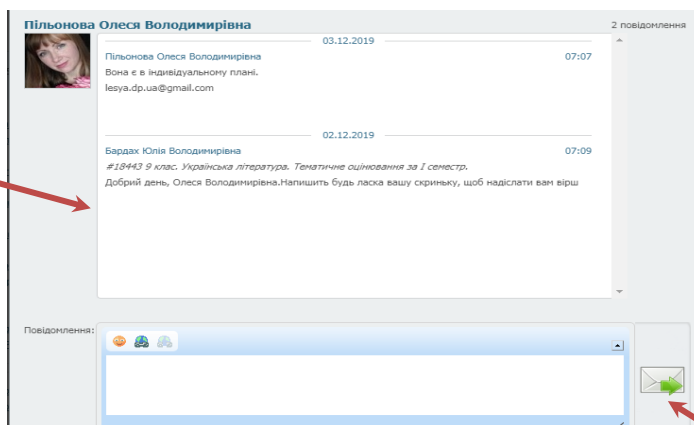 Пільонова Олеся Володимирівна
2 повідомлення
03.12.2019
Пільонова Олеся Володимирівна 07:07
Вона є в індивідуальному плані.
lesya.dp.ua@gmail.com
02.12.2019
Бардах Юлія Володимирівна 07:09
#18443 9 клас. Українська література. Тематичне оцінювання за I семестр.
Добрий день, Олеся Володимирівна.Напишить будь ласка вашу скриньку, щоб надіслати вам вірш
Повідомлення: